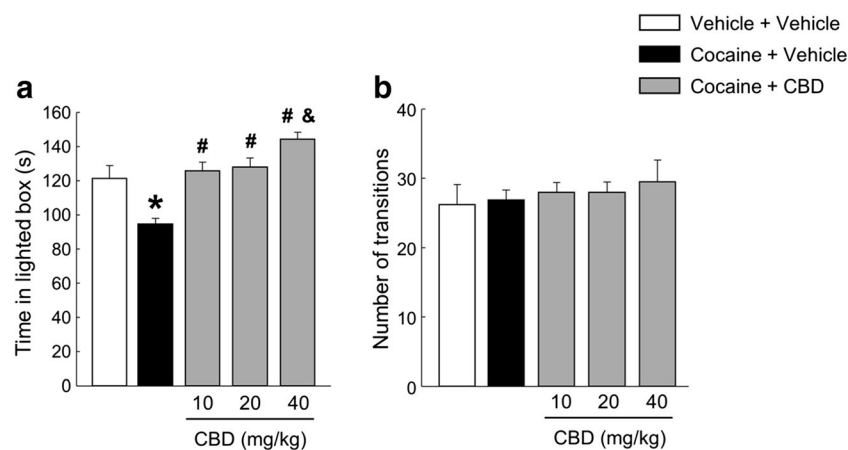 Vehicle + Vehicle
Cocaine + Vehicle
Cocaine + CBD
a
Time in lighted box (s)
160
140
120
100
80
60
40
20
0
*
#
#
# &
10 20 40
CBD (mg/kg)
b
Number of transitions
40
30
20
10
0
10 20 40
CBD (mg/kg)